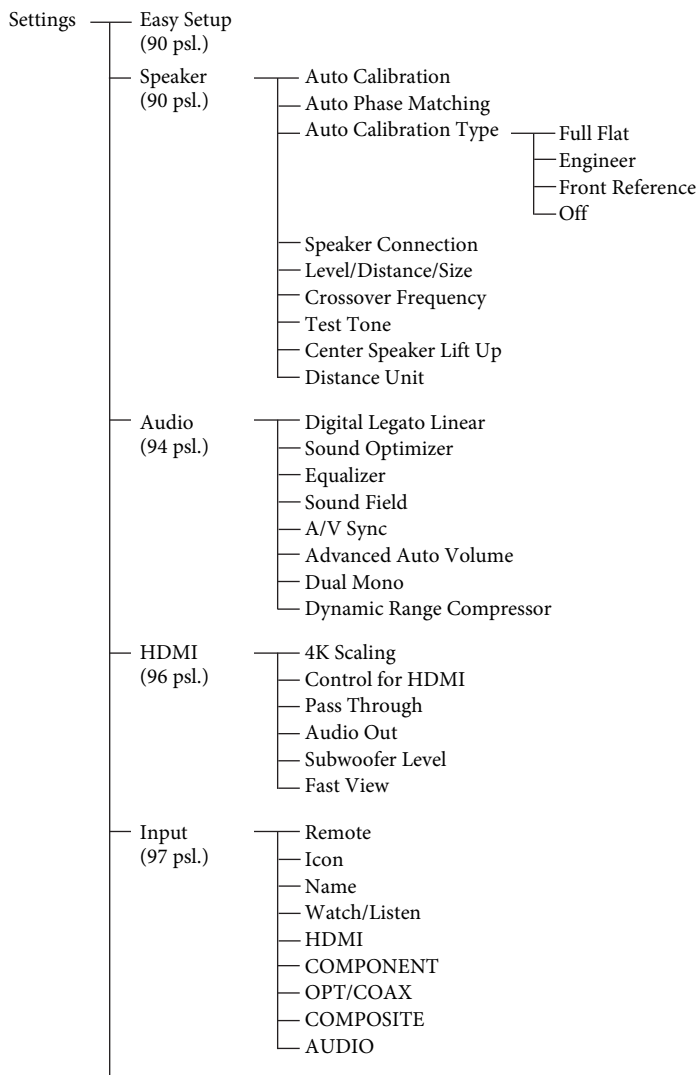 Settings
Easy Setup
(90 psl.)
Speaker
(90 psl.)
Auto Calibration
Auto Phase Matching
Auto Calibration Type
Full Flat
Engineer
Front Reference
Off
Speaker Connection
Level/Distance/Size
Crossover Frequency
Test Tone
Center Speaker Lift Up
Distance Unit
Audio
(94 psl.)
Digital Legato Linear
Sound Optimizer
Equalizer
Sound Field
A/V Sync
Advanced Auto Volume
Dual Mono
Dynamic Range Compressor
HDMI
(96 psl.)
4K Scaling
Control for HDMI
Pass Through
Audio Out
Subwoofer Level
Fast View
Input
(97 psl.)
Remote
Icon
Name
Watch/Listen
HDMI
COMPONENT
OPT/COAX
COMPOSITE
AUDIO